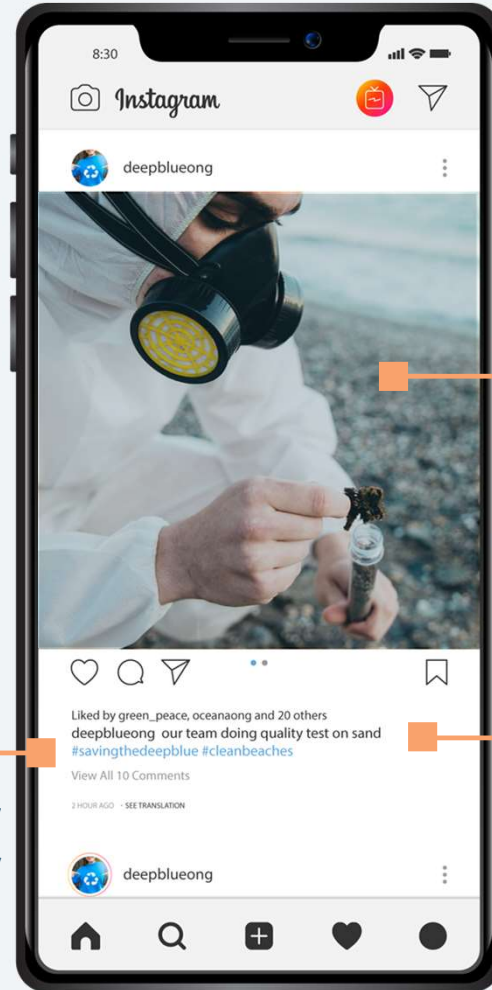 8:30
Instagram
deepblueong
Liked by green_peace, oceanaong and 20 others
deepblueong our team doing quality test on sand
#savingthedeepblue #cleanbeaches
View All 10 Comments
2 HOUR AGO · SEE TRANSLATION
deepblueong